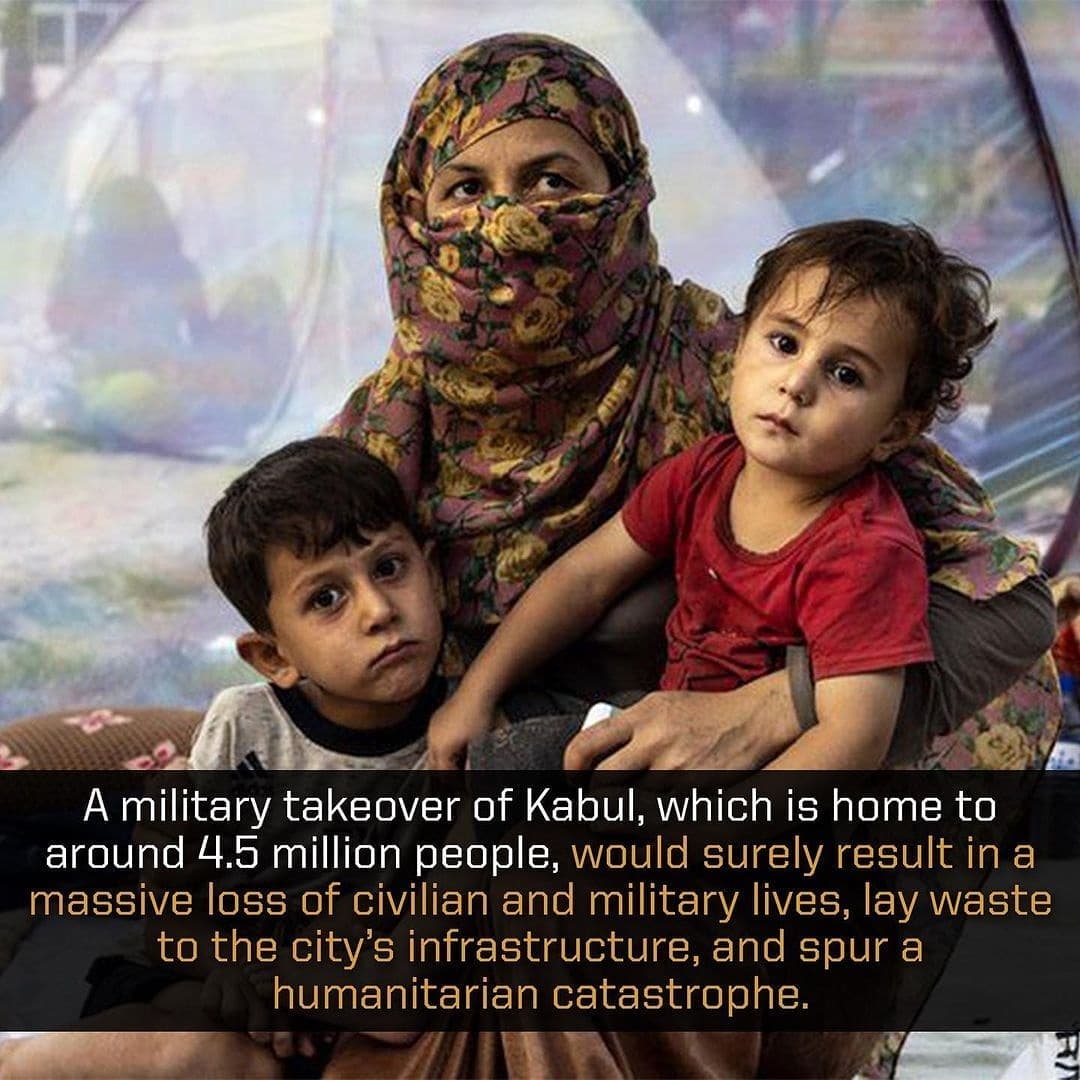 A military takeover of Kabul, which is home to
around 4.5 million people, would surely result in a
massive loss of civilian and military lives, lay waste
to the city's infrastructure, and spur a
humanitarian catastrophe.